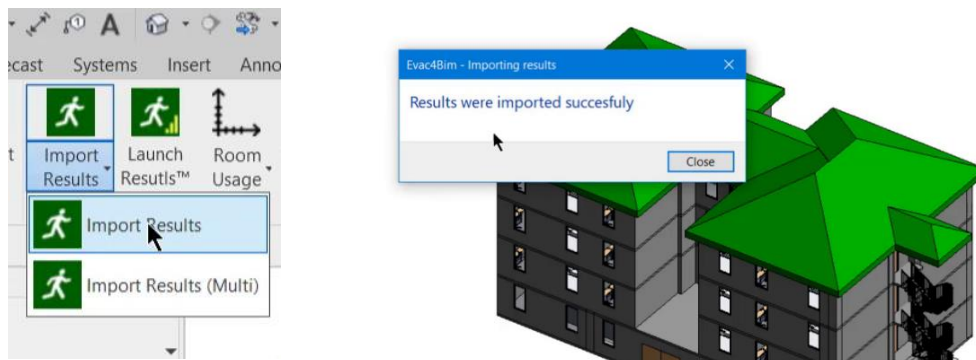 A
ecast Systems Insert Anno
t Import Launch Room
Results Resutls™ Usage
Import Results
Import Results (Multi)
Evac4Bim - Importing results
Results were imported succesfuly
Close